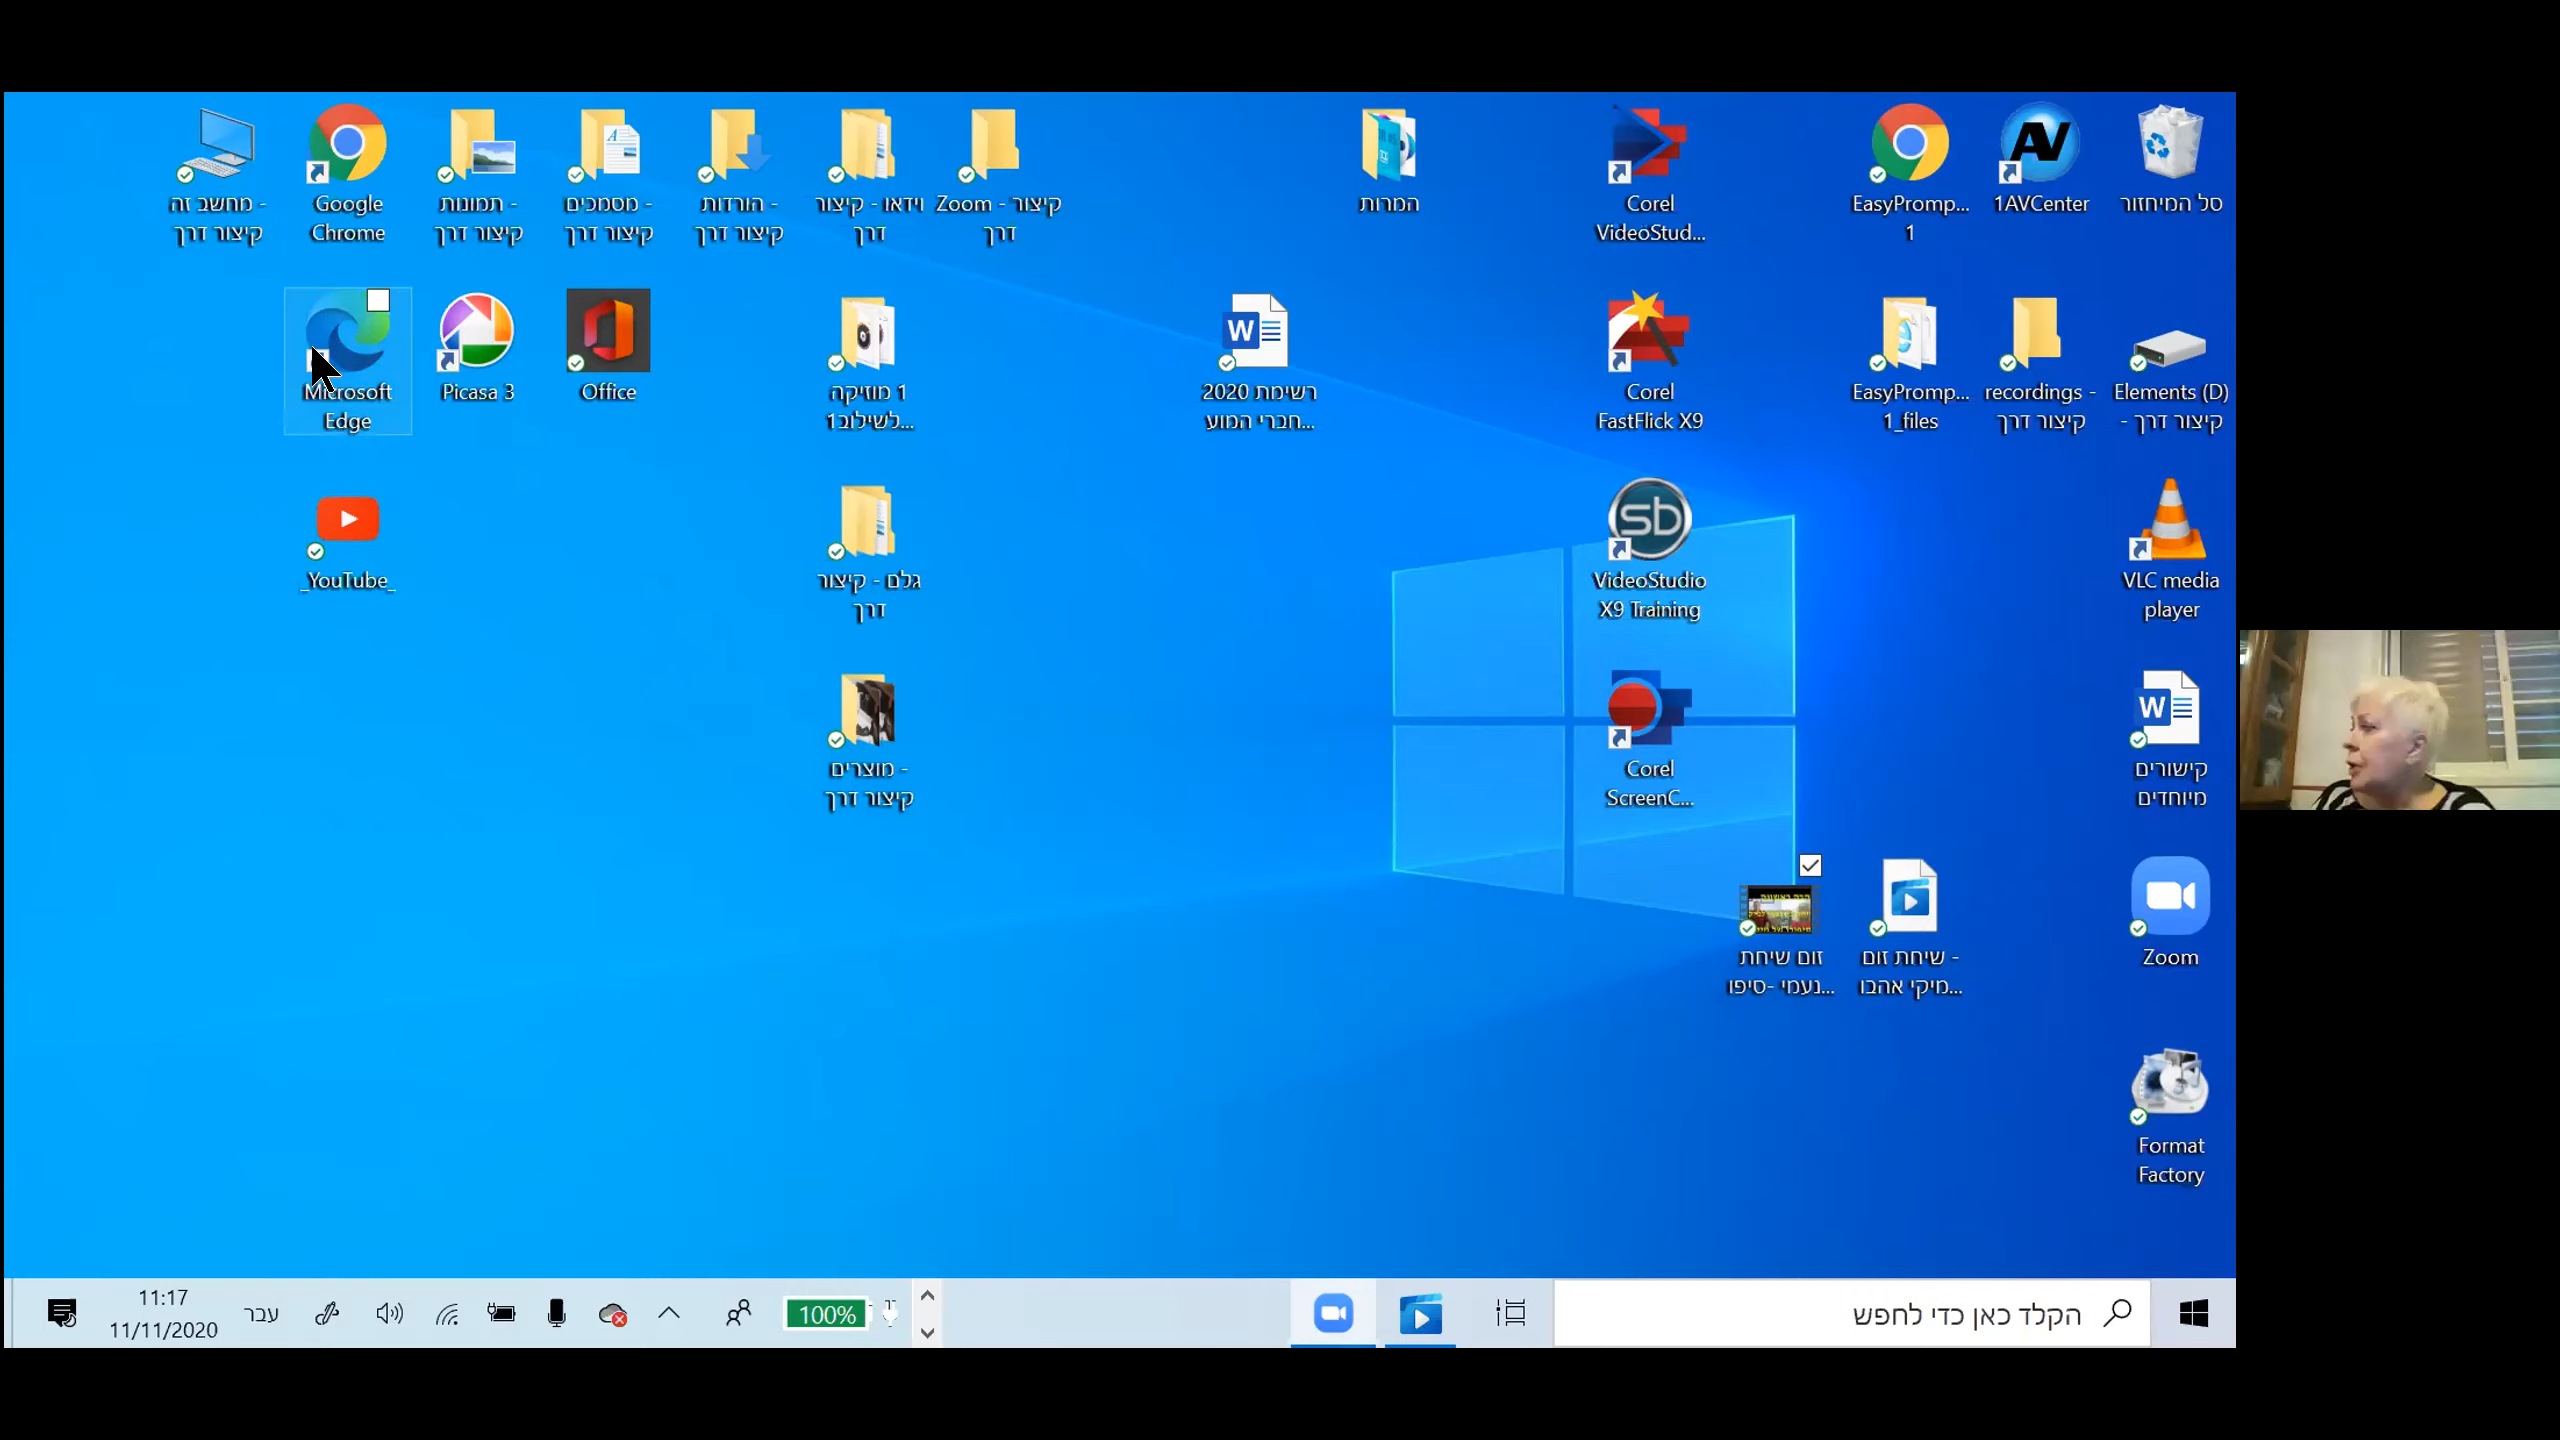 סל המיחזור
1AVCenter
EasyPromp...
1
Corel
VideoStud...
המרות
Zoom - קיצור
דרך
וידאו - קיצור
דרך
הורדות -
קיצור דרך
מסמכים -
קיצור דרך
תמונות -
קיצור דרך
Google
Chrome
מחשב זה -
קיצור דרך
Elements (D)
- קיצור דרך
recordings -
קיצור דרך
EasyPromp...
1_files
Corel
FastFlick X9
רשימת 2020
חברי המוע...
1 מוזיקה
לשילוב1...
Office
Picasa 3
Microsoft
Edge
VLC media
player
VideoStudio
X9 Training
גלם - קיצור
דרך
_YouTube_
קישורים
מיוחדים
Corel
ScreenC...
מוצרים -
קיצור דרך
Zoom
שיחת זום -
מיקי אהבו...
זום שיחת
נעמי -סיפו...
Format
Factory
הקלד כאן כדי לחפש
100%
עבר
11:17
11/11/2020